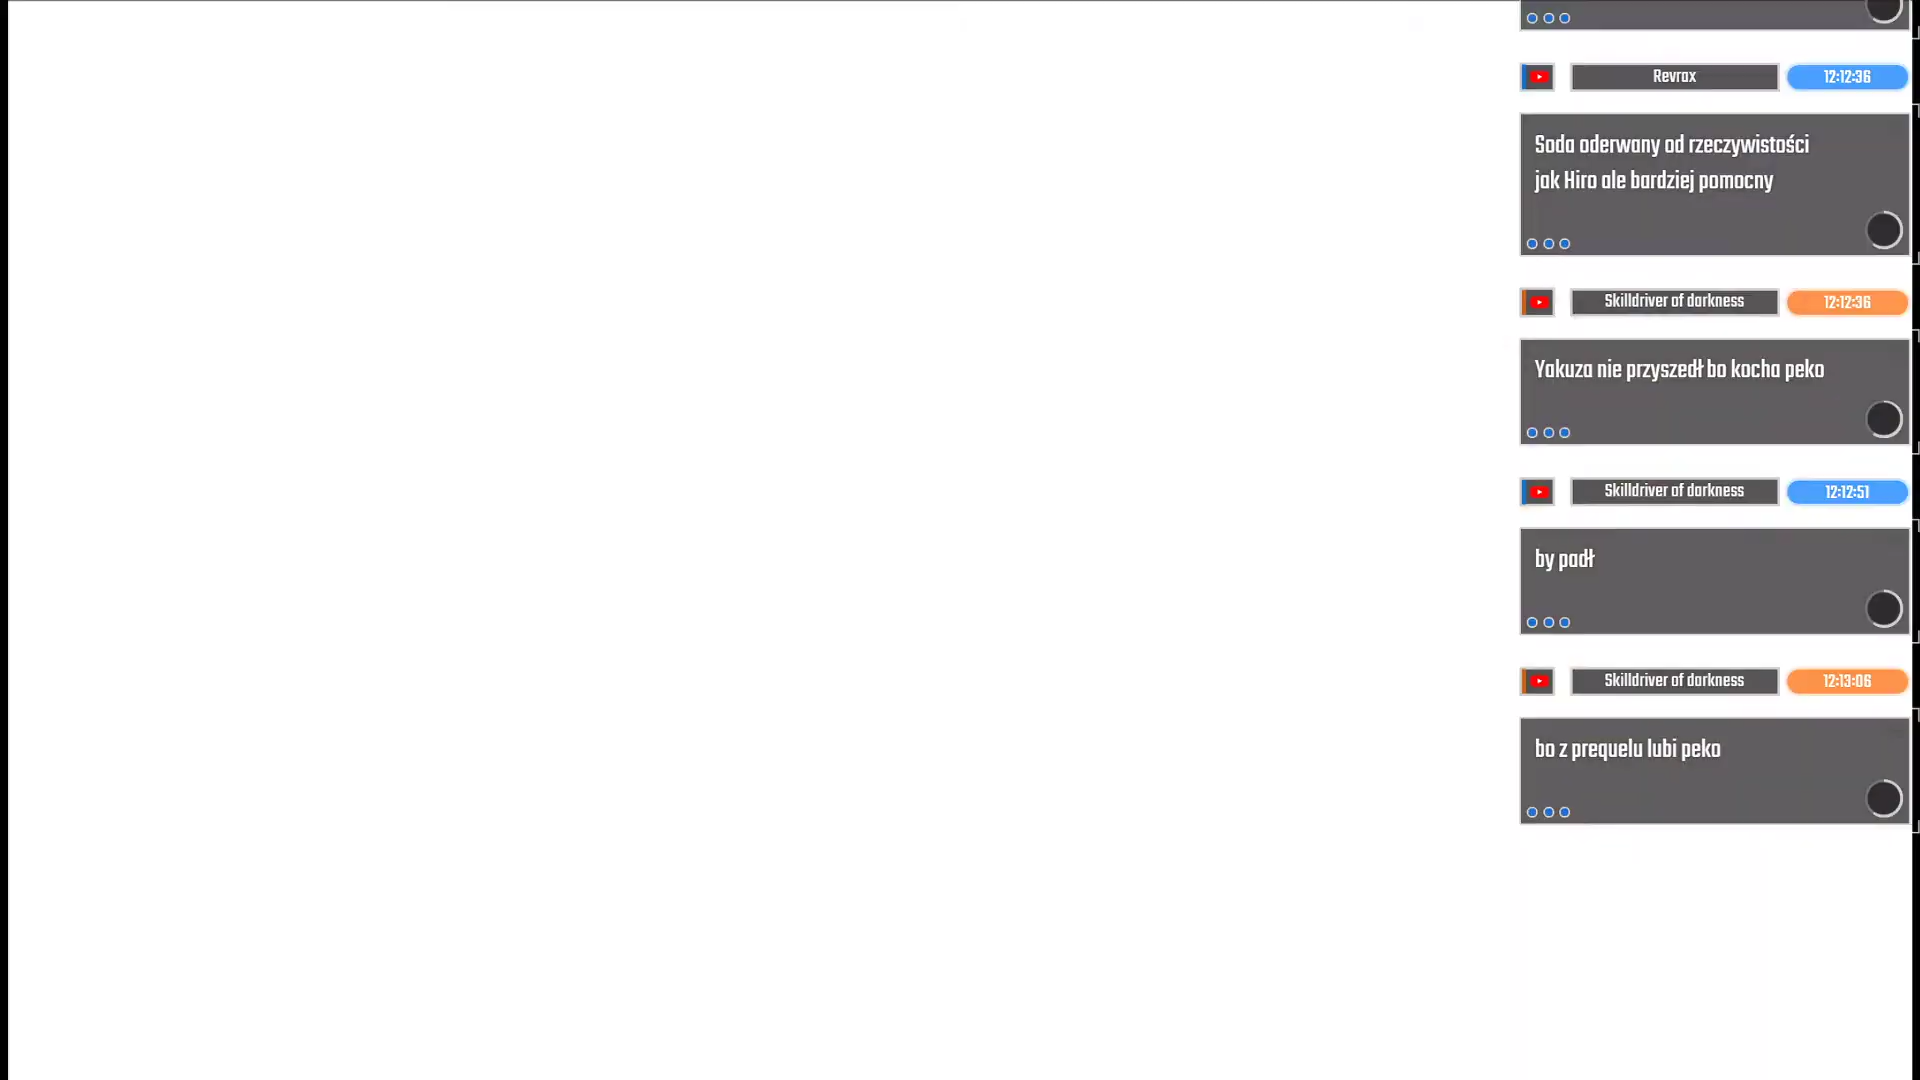 Revrax
12:12:36
Soda oderwany od rzeczywistości
jak Hiro ale bardziej pomocny
Skilldriver of darkness
12:12:36
Yakuza nie przyszedł bo kocha peko
Skilldriver of darkness
12:12:51
by padł
Skilldriver of darkness
12:13:06
bo z prequelu lubi peko